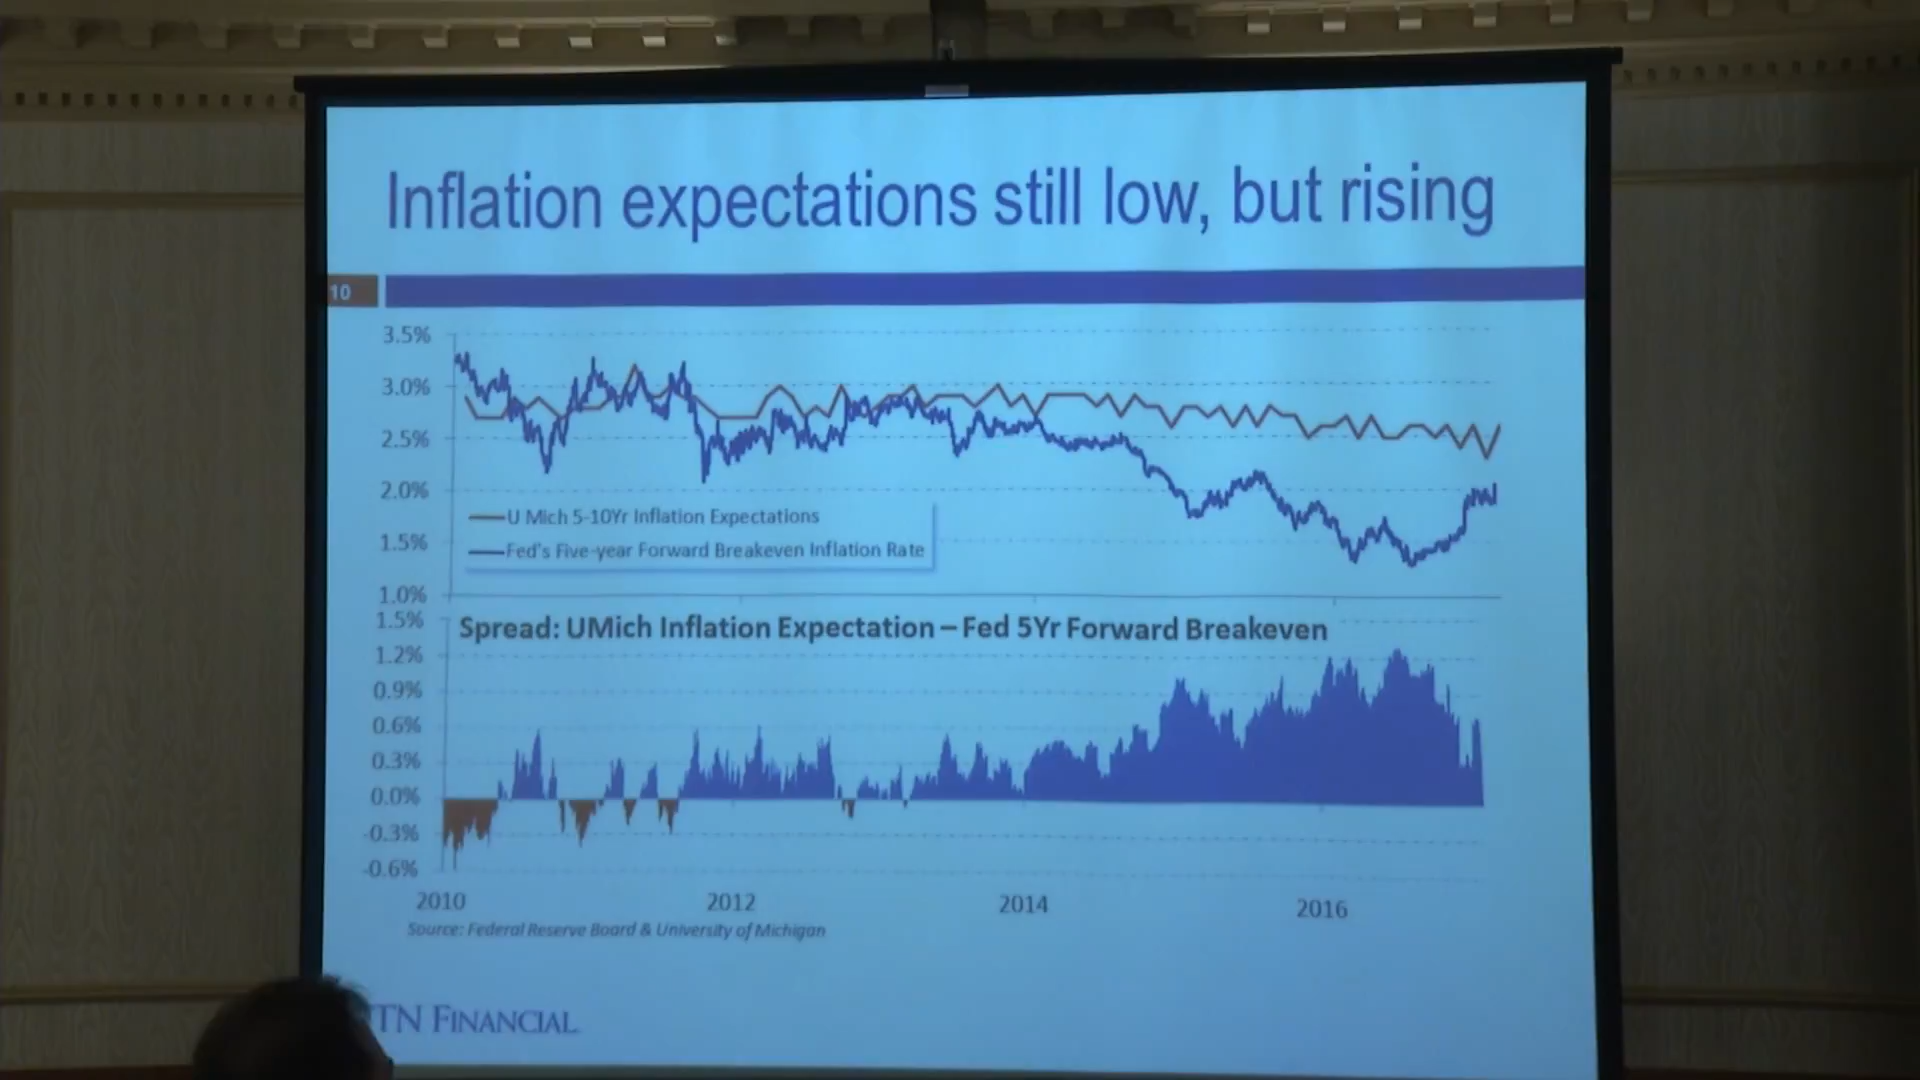 Inflation expectations still low, but rising
10
3.5%
3.0%
2.5%
2.0%
1.5%
1.0%
U Mich 5-10Yr Inflation Expectations
Fed's Five-year Forward Breakeven Inflation Rate
Spread: UMich Inflation Expectation – Fed 5Yr Forward Breakeven
1.5%
1.2%
0.9%
0.6%
0.3%
0.0%
-0.3%
-0.6%
2010 2012 2014 2016
Source: Federal Reserve Board & University of Michigan
TN FINANCIAL